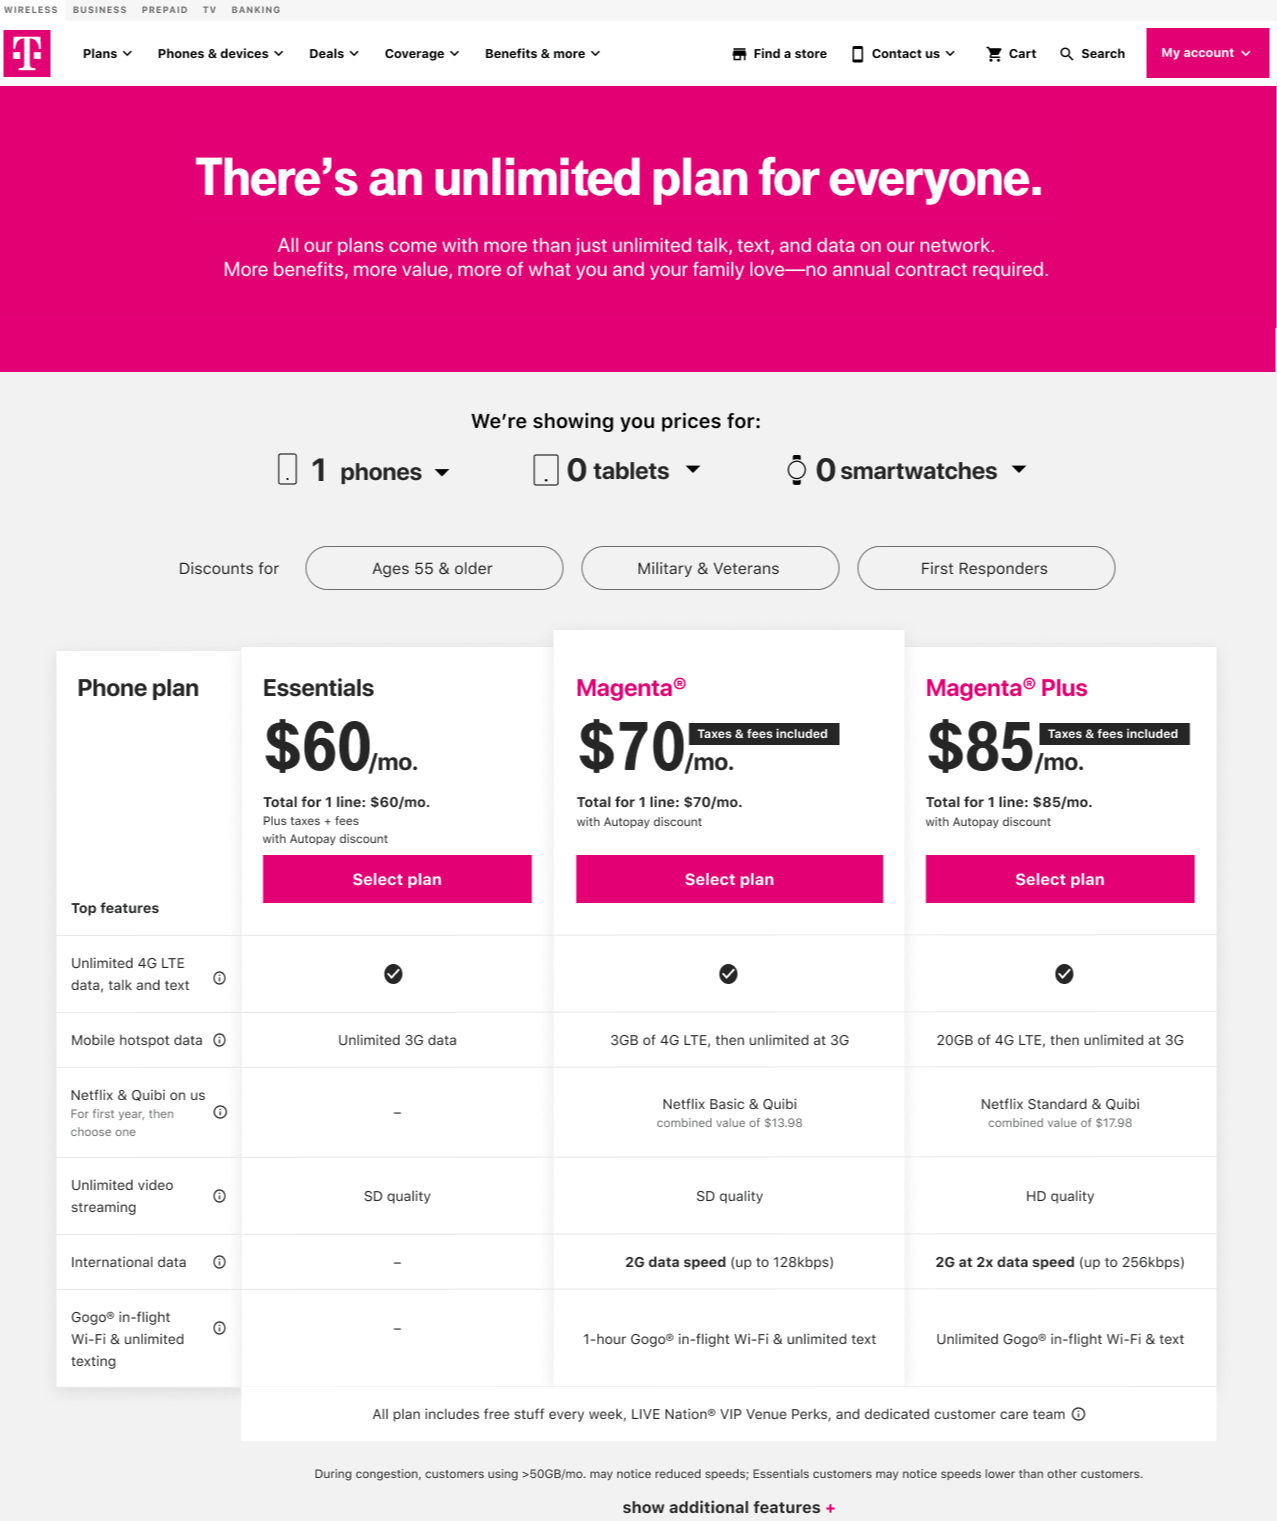 WIRELESS BUSINESS PREPAID TV BANKING
T
Plans Phones & devices Deals Coverage Benefits & more Find a store Contact us Cart Search My account
There's an unlimited plan for everyone.
All our plans come with more than just unlimited talk, text, and data on our network.
More benefits, more value, more of what you and your family love—no annual contract required.
We're showing you prices for:
1 phones 0 tablets 0 smartwatches
Discounts for Ages 55 & older Military & Veterans First Responders
Phone plan Essentials Magenta® Magenta® Plus
$60/mo. $70/mo. Taxes & fees included $85/mo. Taxes & fees included
Total for 1 line: $60/mo. Total for 1 line: $70/mo. Total for 1 line: $85/mo.
Plus taxes + fees with Autopay discount with Autopay discount
with Autopay discount
Select plan Select plan Select plan
Top features
Unlimited 4G LTE
data, talk and text
Mobile hotspot data Unlimited 3G data 3GB of 4G LTE, then unlimited at 3G 20GB of 4G LTE, then unlimited at 3G
Netflix & Quibi on us
For first year, then
choose one
– Netflix Basic & Quibi Netflix Standard & Quibi
combined value of $13.98 combined value of $17.98
Unlimited video
streaming
SD quality SD quality HD quality
International data – 2G data speed (up to 128kbps) 2G at 2x data speed (up to 256kbps)
Gogo® in-flight
Wi-Fi & unlimited
texting
– 1-hour Gogo® in-flight Wi-Fi & unlimited text Unlimited Gogo® in-flight Wi-Fi & text
All plan includes free stuff every week, LIVE Nation® VIP Venue Perks, and dedicated customer care team
During congestion, customers using >50GB/mo. may notice reduced speeds; Essentials customers may notice speeds lower than other customers.
show additional features +